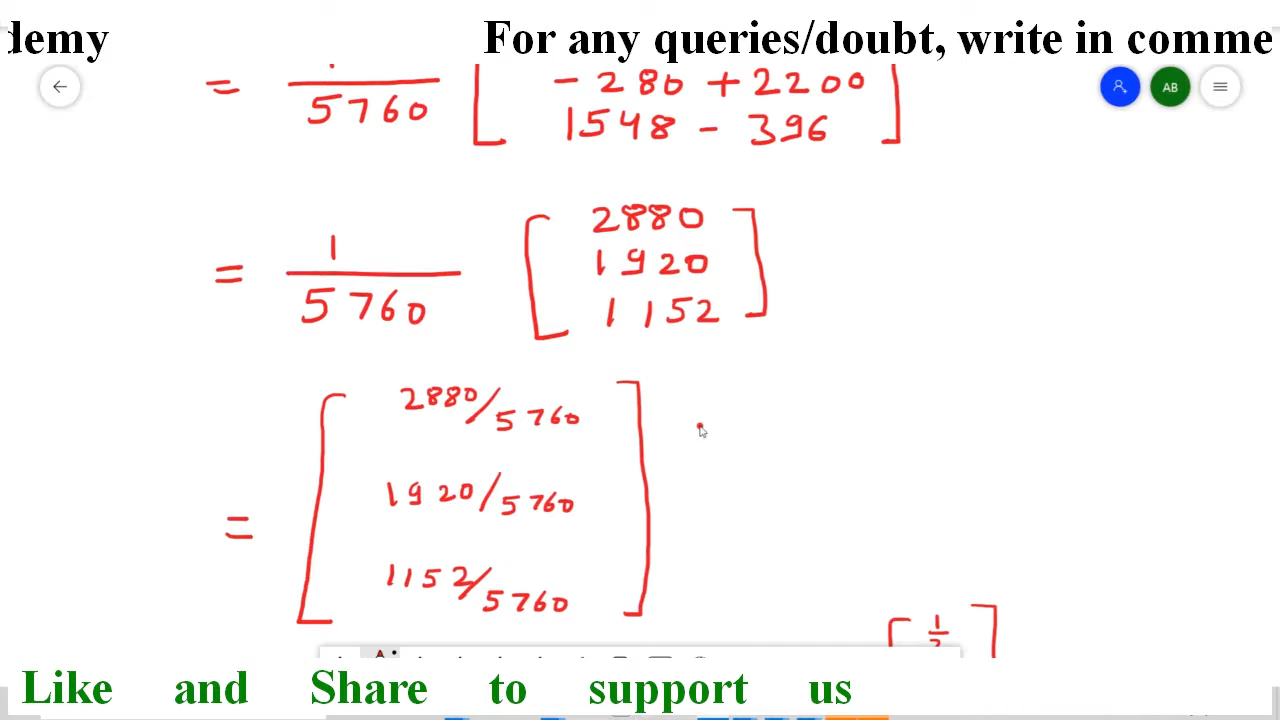 demy For any queries/doubt, write in comme
AB
= 5760 [ -280 + 2200
1548 - 396 ]
= 1/5760 [ 2880
1920
1152 ]
= [ 2880/5760
1920/5760
1152/5760 ]
[ 1 ]
Like and Share to support us